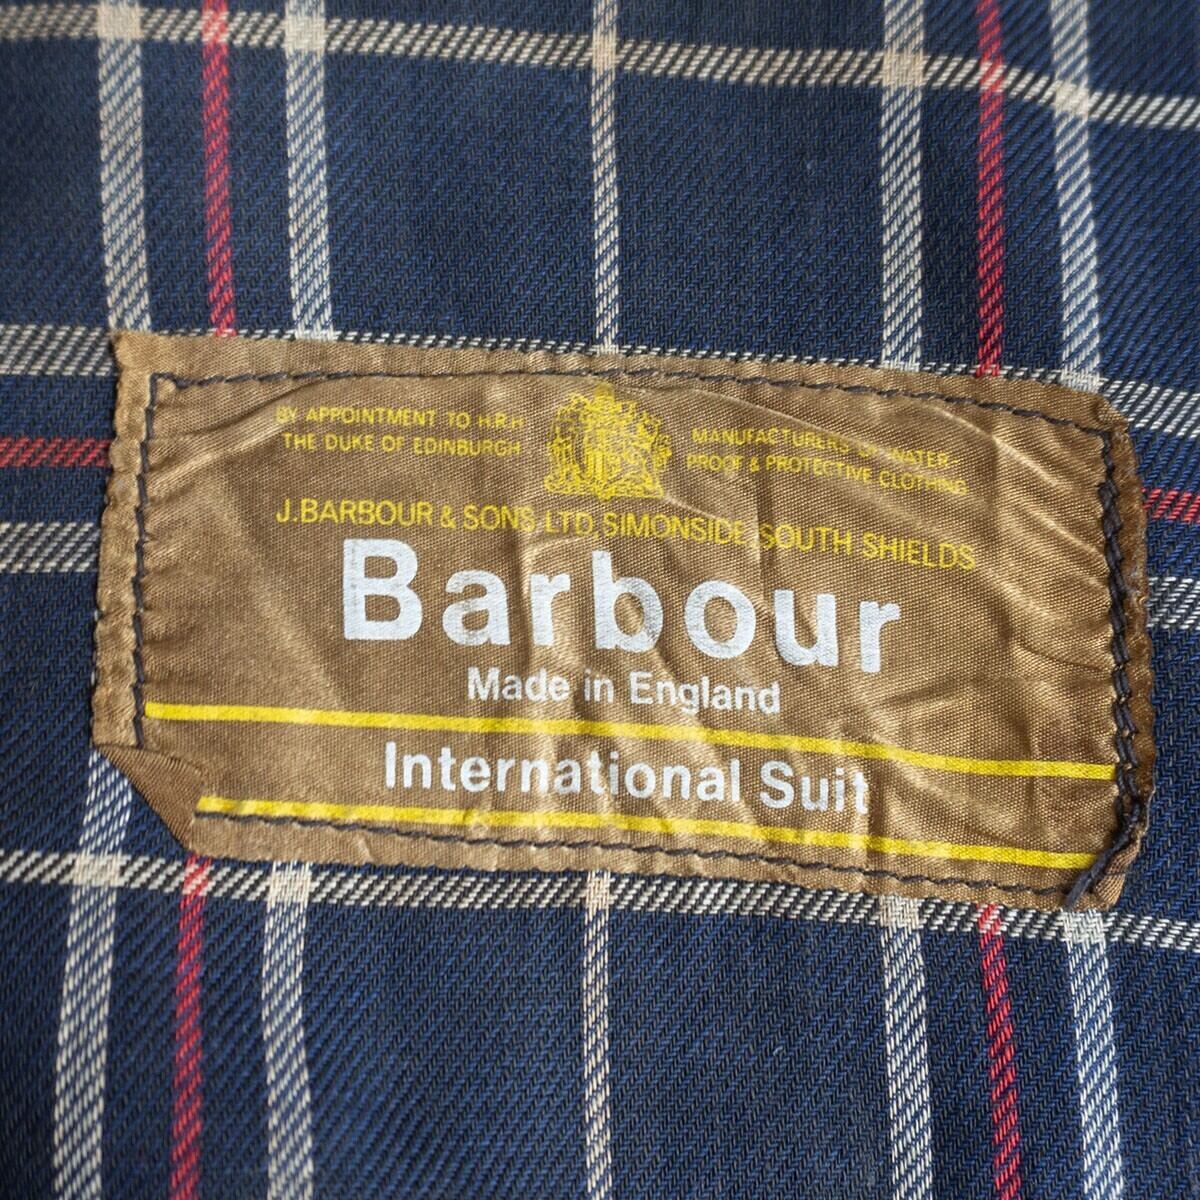 BY APPOINTMENT TO H.R.H
THE DUKE OF EDINBURGH
MANUFACTURERS OF WATER-
PROOF & PROTECTIVE CLOTHING
J. BARBOUR & SONS, LTD, SIMONSIDE SOUTH SHIELDS
Barbour
Made in England
International Suit